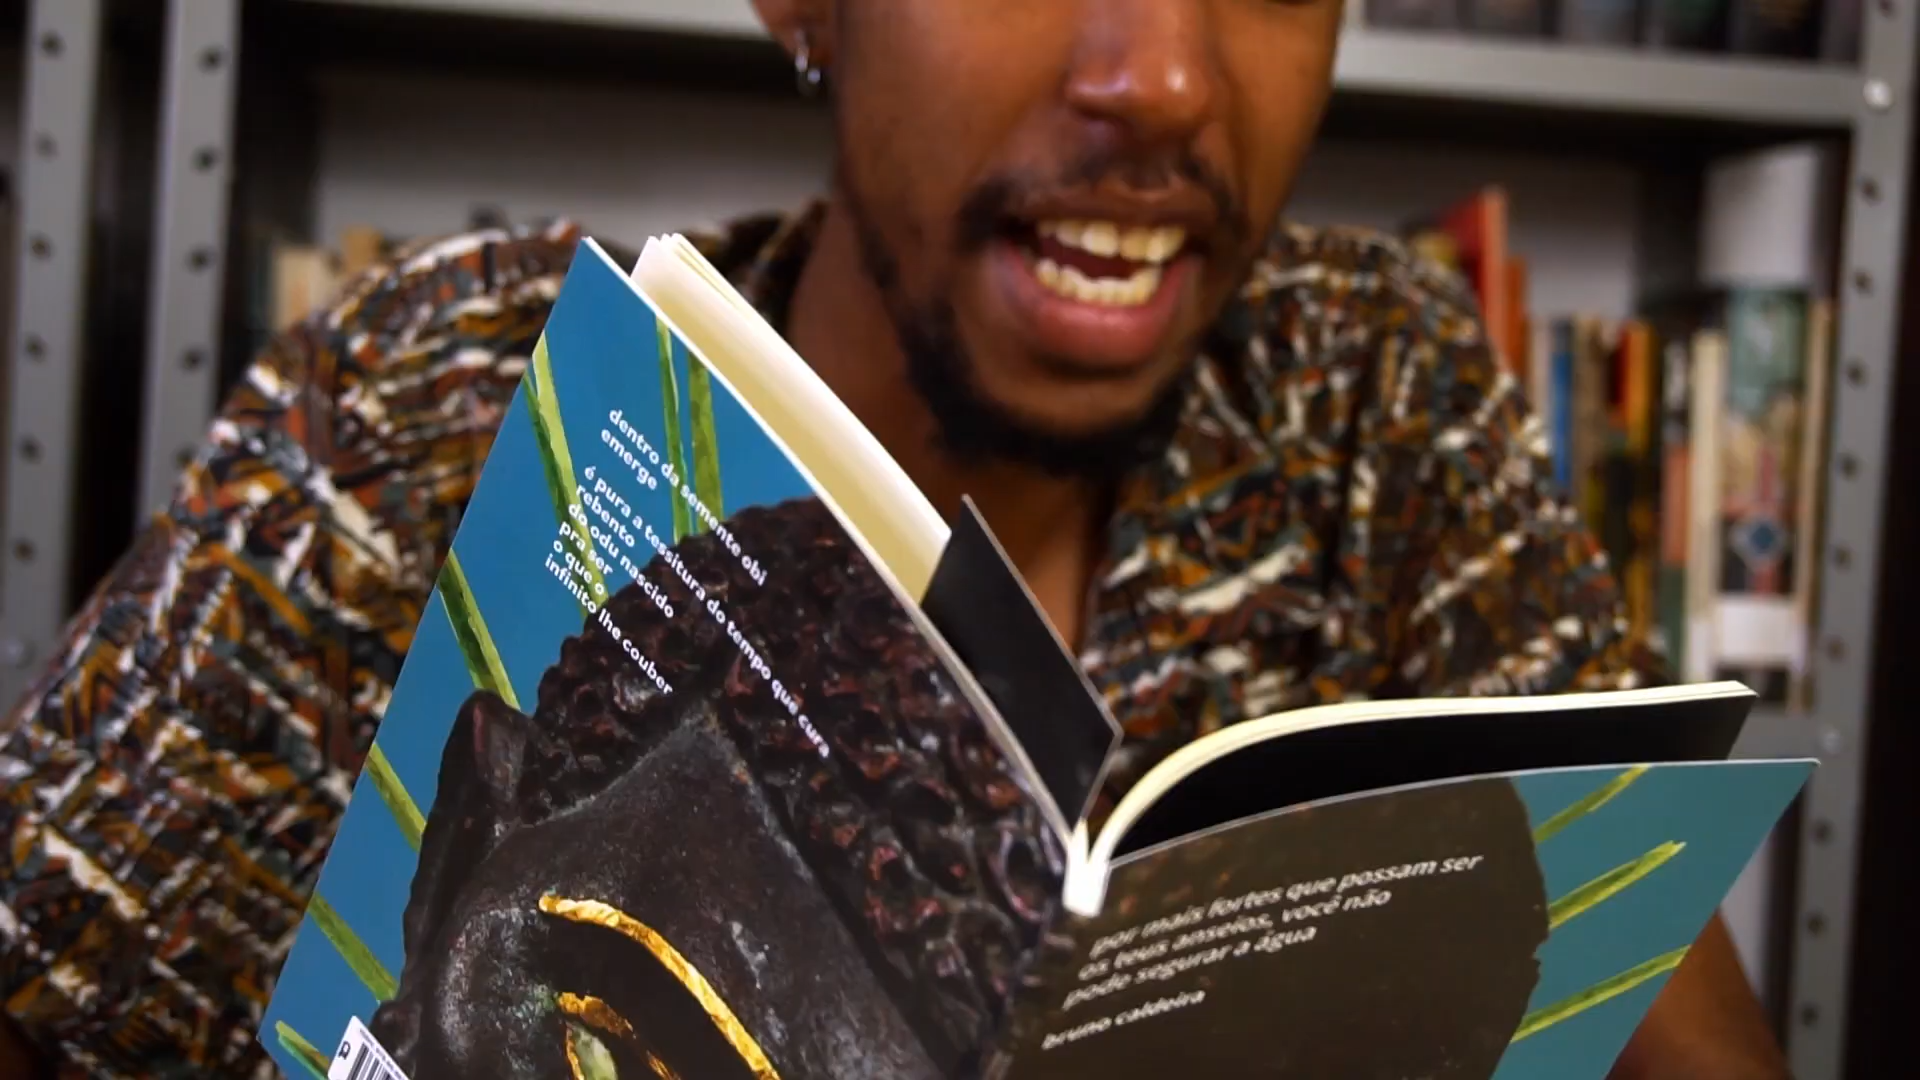 dentro da semente obi
emerge
é pura a tessitura do tempo que cura
rebento
do odu nascido
pra ser
o que o
infinito lhe couber
por mais fortes que possam ser
os teus anseios, você não
pode segurar a água
bruno caldeira